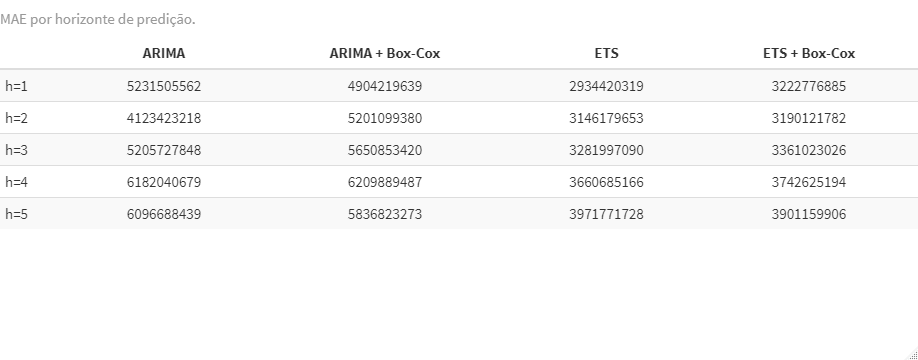 MAE por horizonte de predição.
ARIMA ARIMA + Box-Cox ETS ETS + Box-Cox
h=1 5231505562 4904219639 2934420319 3222776885
h=2 4123423218 5201099380 3146179653 3190121782
h=3 5205727848 5650853420 3281997090 3361023026
h=4 6182040679 6209889487 3660685166 3742625194
h=5 6096688439 5836823273 3971771728 3901159906